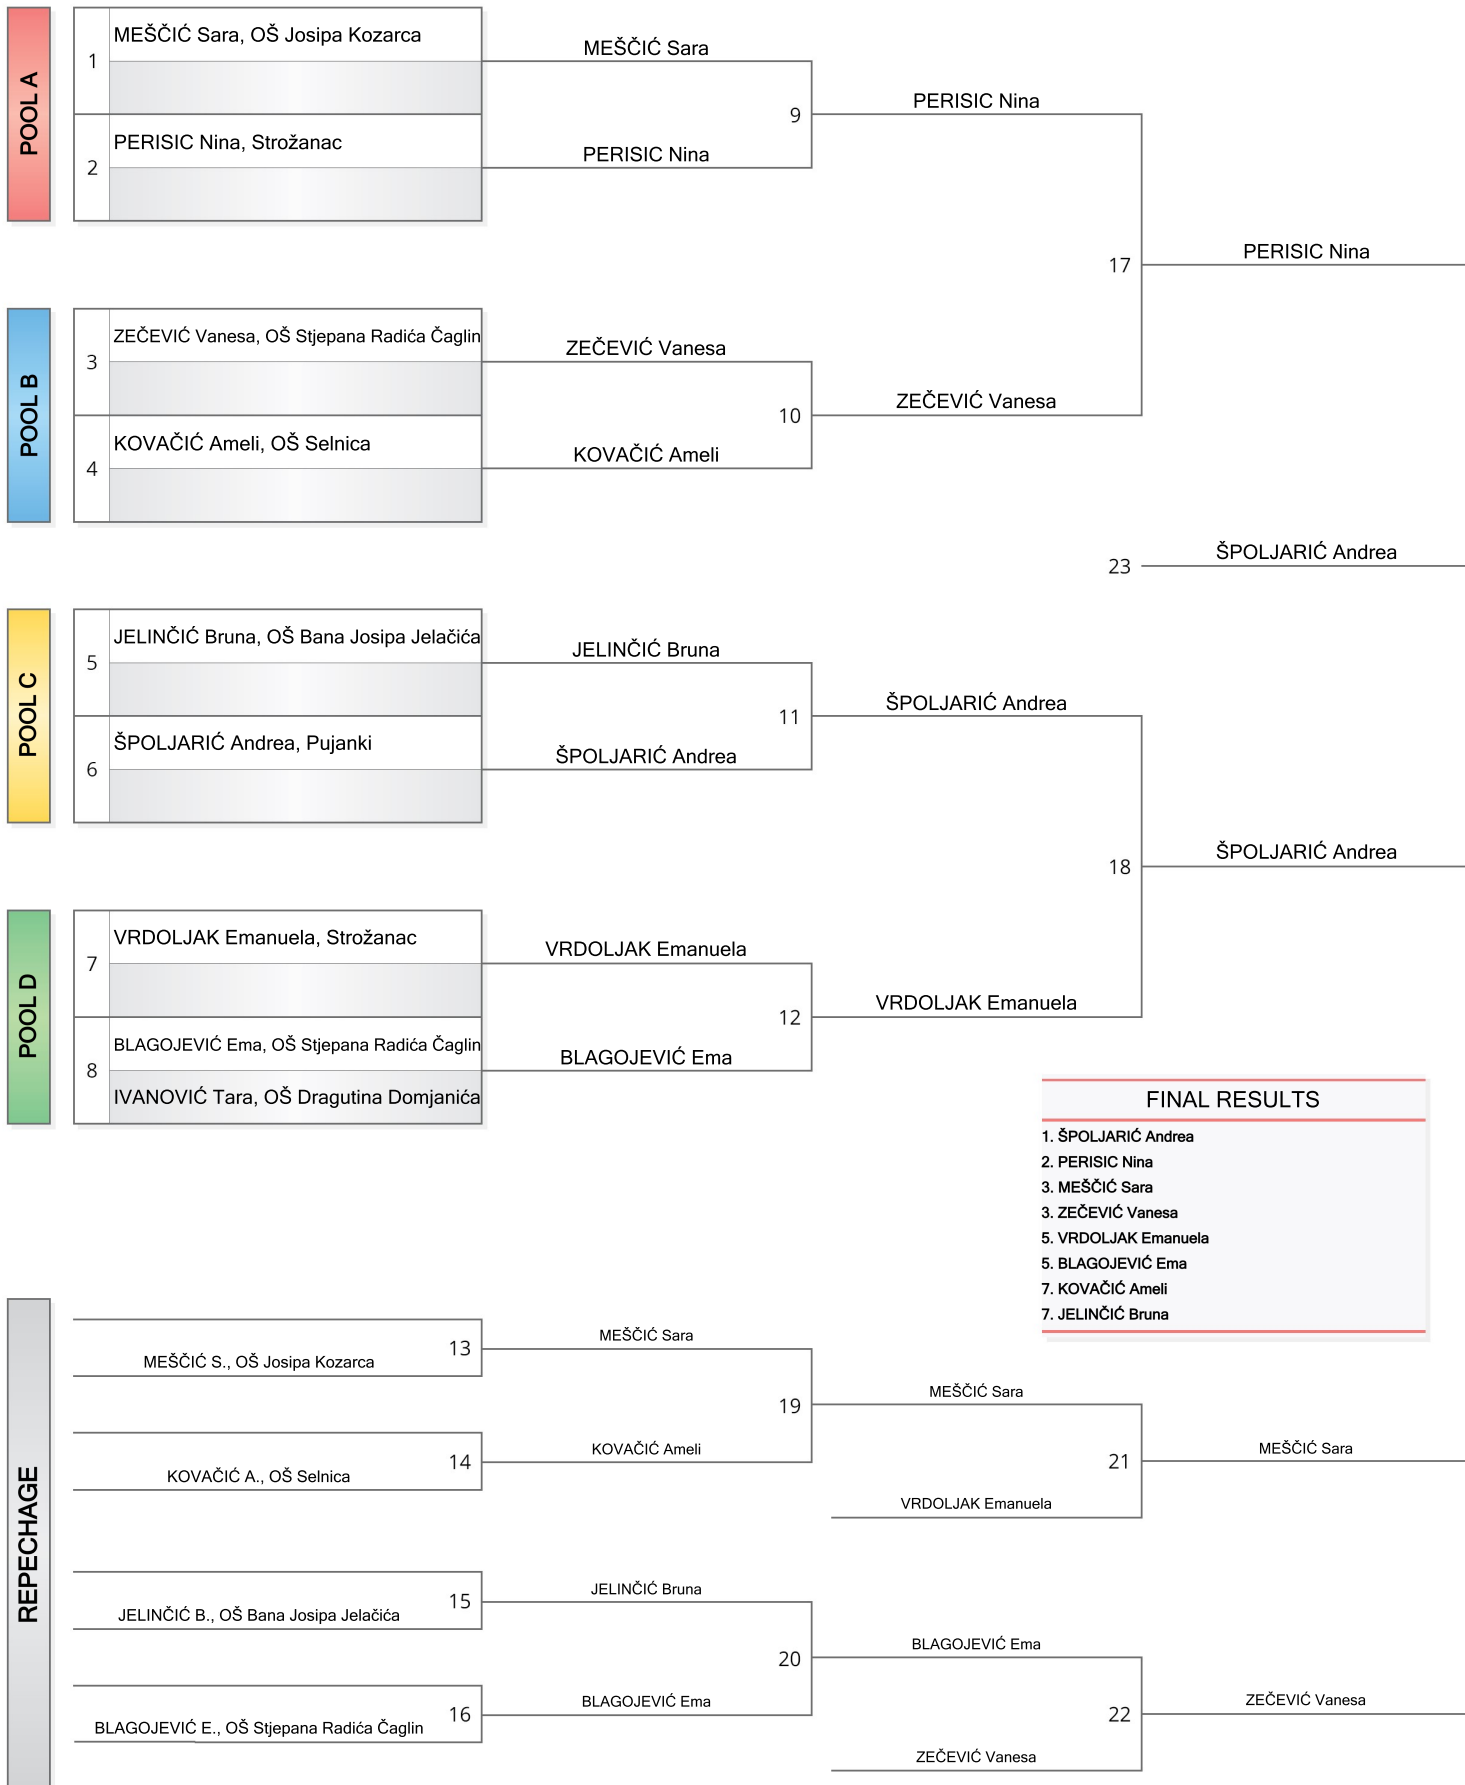 POOL A
1
MEŠČIĆ Sara, OŠ Josipa Kozarca
2
PERISIC Nina, Strožanac
MEŠČIĆ Sara
PERISIC Nina
9
PERISIC Nina
POOL B
3
ZEČEVIĆ Vanesa, OŠ Stjepana Radića Čaglin
4
KOVAČIĆ Ameli, OŠ Selnica
ZEČEVIĆ Vanesa
KOVAČIĆ Ameli
10
ZEČEVIĆ Vanesa
17
PERISIC Nina
23
ŠPOLJARIĆ Andrea
POOL C
5
JELINČIĆ Bruna, OŠ Bana Josipa Jelačića
6
ŠPOLJARIĆ Andrea, Pujanki
JELINČIĆ Bruna
ŠPOLJARIĆ Andrea
11
ŠPOLJARIĆ Andrea
POOL D
7
VRDOLJAK Emanuela, Strožanac
8
BLAGOJEVIĆ Ema, OŠ Stjepana Radića Čaglin
IVANOVIĆ Tara, OŠ Dragutina Domjanića
VRDOLJAK Emanuela
BLAGOJEVIĆ Ema
12
VRDOLJAK Emanuela
18
ŠPOLJARIĆ Andrea
FINAL RESULTS
1. ŠPOLJARIĆ Andrea
2. PERISIC Nina
3. MEŠČIĆ Sara
3. ZEČEVIĆ Vanesa
5. VRDOLJAK Emanuela
5. BLAGOJEVIĆ Ema
7. KOVAČIĆ Ameli
7. JELINČIĆ Bruna
REPECHAGE
MEŠČIĆ S., OŠ Josipa Kozarca
13
MEŠČIĆ Sara
KOVAČIĆ A., OŠ Selnica
14
KOVAČIĆ Ameli
19
MEŠČIĆ Sara
VRDOLJAK Emanuela
21
MEŠČIĆ Sara
JELINČIĆ B., OŠ Bana Josipa Jelačića
15
JELINČIĆ Bruna
BLAGOJEVIĆ E., OŠ Stjepana Radića Čaglin
16
BLAGOJEVIĆ Ema
20
BLAGOJEVIĆ Ema
ZEČEVIĆ Vanesa
22
ZEČEVIĆ Vanesa